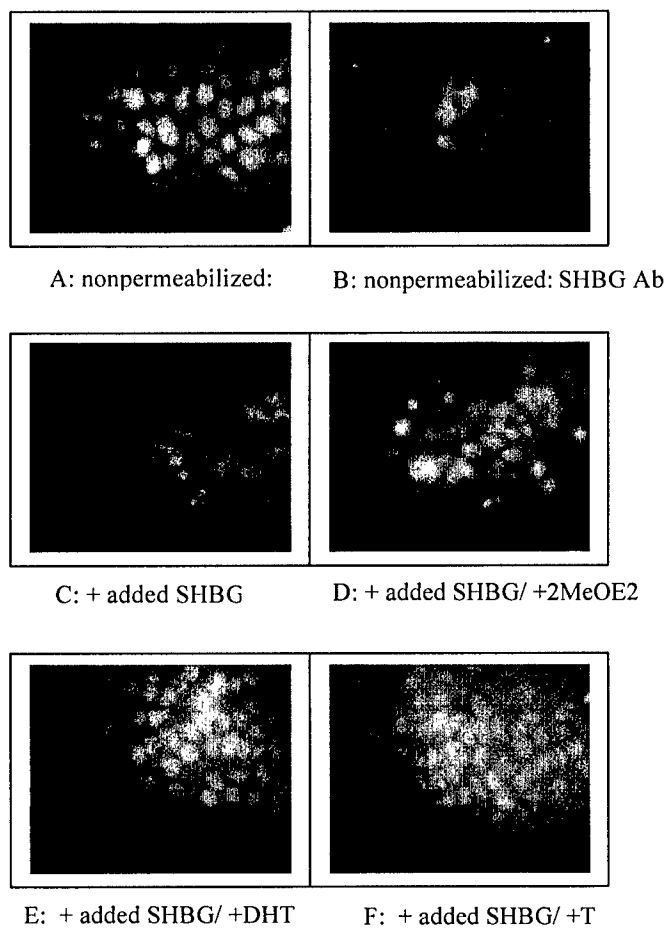 A: nonpermeabilized:
B: nonpermeabilized: SHBG Ab
C: + added SHBG
D: + added SHBG/ +2MeOE2
E: + added SHBG/ +DHT
F: + added SHBG/ +T